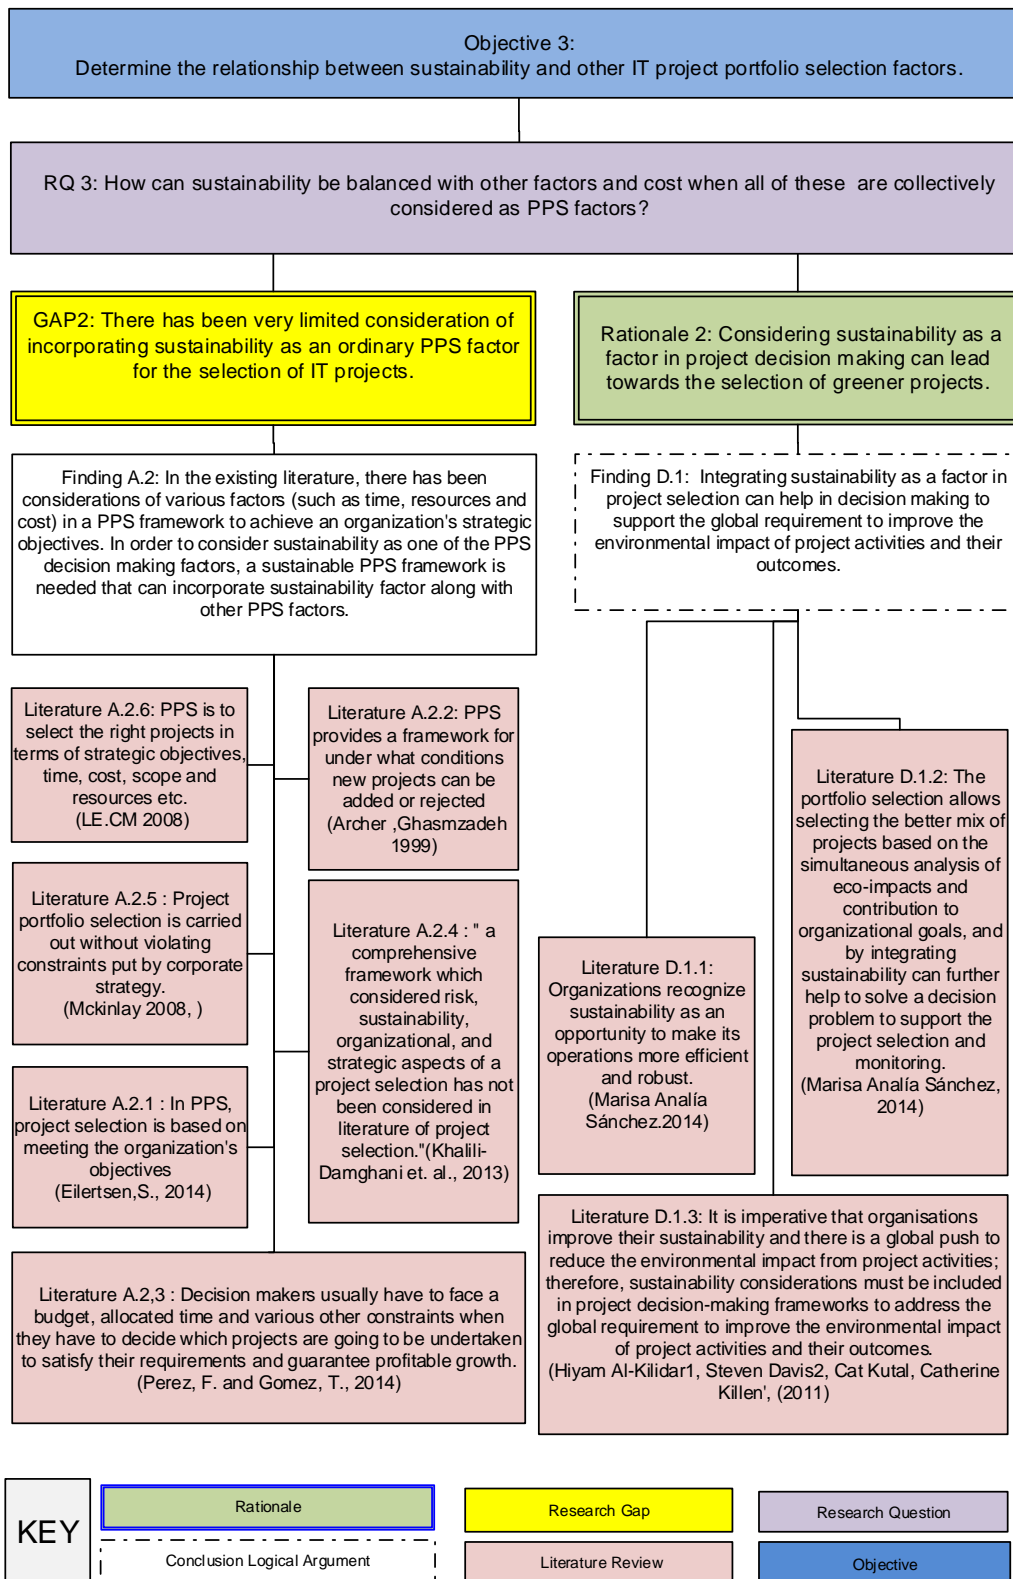 Objective 3:
Determine the relationship between sustainability and other IT project portfolio selection factors.
RQ 3: How can sustainability be balanced with other factors and cost when all of these  are collectively
considered as PPS factors?
GAP2: There has been very limited consideration of
incorporating sustainability as an ordinary PPS factor
for the selection of IT projects.
Rationale 2: Considering sustainability as a
factor in project decision making can lead
towards the selection of greener projects.
Finding A.2: In the existing literature, there has been
considerations of various factors (such as time, resources and
cost) in a PPS framework to achieve an organization's strategic
objectives. In order to consider sustainability as one of the PPS
decision making factors, a sustainable PPS framework is
needed that can incorporate sustainability factor along with
other PPS factors.
Finding D.1:  Integrating sustainability as a factor in
project selection can help in decision making to
support the global requirement to improve the
environmental impact of project activities and their
outcomes.
Literature A.2.6: PPS is to
select the right projects in
terms of strategic objectives,
time, cost, scope and
resources etc.
(LE.CM 2008)
Literature A.2.2: PPS
provides a framework for
under what conditions
new projects can be
added or rejected
(Archer ,Ghasmzadeh
1999)
Literature A.2.5 : Project
portfolio selection is carried
out without violating
constraints put by corporate
strategy.
(Mckinlay 2008, )
Literature A.2.4 : " a
comprehensive
framework which
considered risk,
sustainability,
organizational, and
strategic aspects of a
project selection has not
been considered in
literature of project
selection."(Khalili-
Damghani et. al., 2013)
Literature A.2.1 : In PPS,
project selection is based on
meeting the organization's
objectives
(Eilertsen,S., 2014)
Literature D.1.1:
Organizations recognize
sustainability as an
opportunity to make its
operations more efficient
and robust.
(Marisa Analía
Sánchez.2014)
Literature D.1.2: The
portfolio selection allows
selecting the better mix of
projects based on the
simultaneous analysis of
eco-impacts and
contribution to
organizational goals, and
by integrating
sustainability can further
help to solve a decision
problem to support the
project selection and
monitoring.
(Marisa Analía Sánchez,
2014)
Literature A.2,3 : Decision makers usually have to face a
budget, allocated time and various other constraints when
they have to decide which projects are going to be undertaken
to satisfy their requirements and guarantee profitable growth.
(Perez, F. and Gomez, T., 2014)
Literature D.1.3: It is imperative that organisations
improve their sustainability and there is a global push to
reduce the environmental impact from project activities;
therefore, sustainability considerations must be included
in project decision-making frameworks to address the
global requirement to improve the environmental impact
of project activities and their outcomes.
(Hiyam Al-Kilidar1, Steven Davis2, Cat Kutal, Catherine
Killen', (2011)
KEY
Rationale
Research Gap
Research Question
Conclusion Logical Argument
Literature Review
Objective